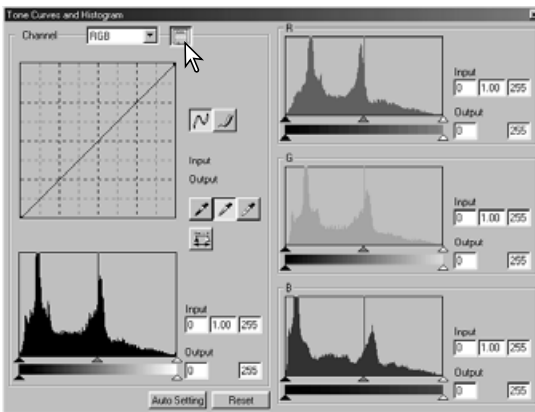 Tone Curves and Histogram
Channel RGB
Input
Output
Input
0 1.00 255
Output
0 255
Auto Setting Reset
R
Input
0 1.00 255
Output
0 255
G
Input
0 1.00 255
Output
0 255
B
Input
0 1.00 255
Output
0 255